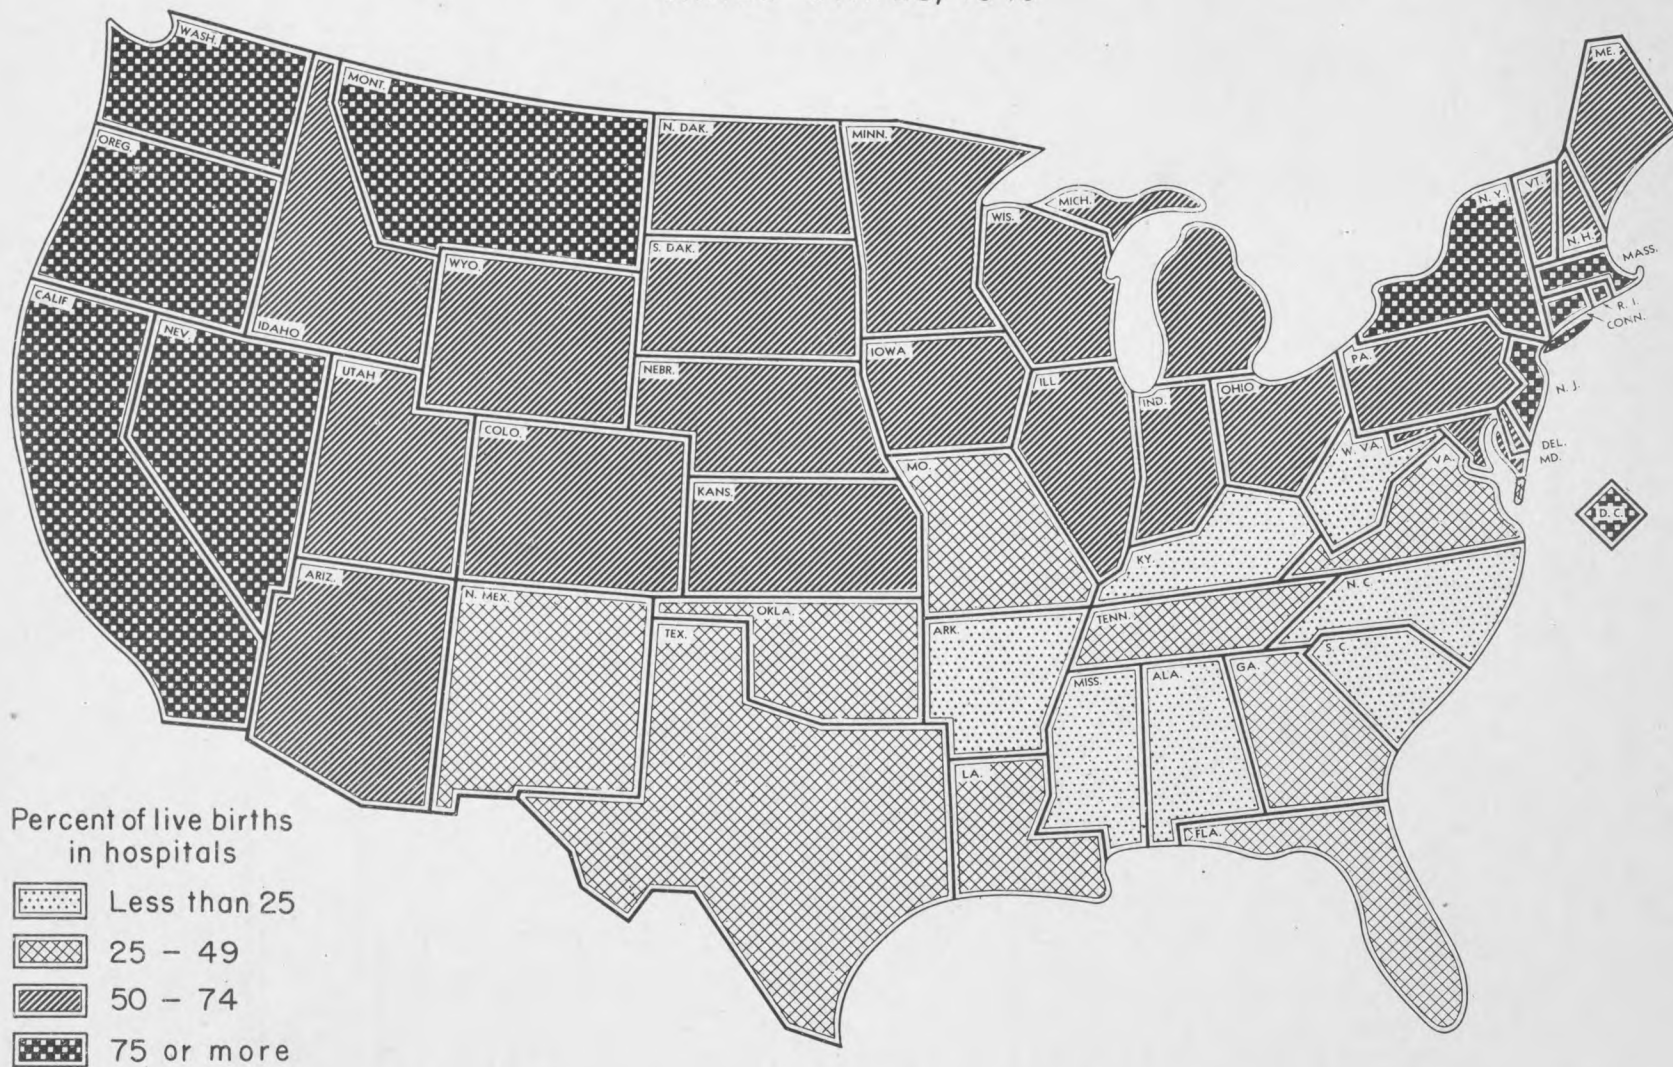 WASH.
MONT.
N. DAK.
MINN.
ME.
OREG.
MICH.
WIS.
N. Y.
VT.
N. H.
MASS.
S. DAK.
WYO.
CALIF
NEV.
IDAHO
R. I.
CONN.
IOWA
PA.
UTAH
NEBR.
ILL
IND.
OHIO
N. J.
COLO.
W. VA.
DEL.
MD.
VA.
MO.
KANS.
D. C.
KY.
ARIZ.
N. MEX.
OKLA.
N. C.
TENN.
TEX.
ARK.
S. C.
MISS.
ALA.
GA.
LA.
FLA.
Percent of live births
in hospitals
Less than 25
25 – 49
50 – 74
75 or more